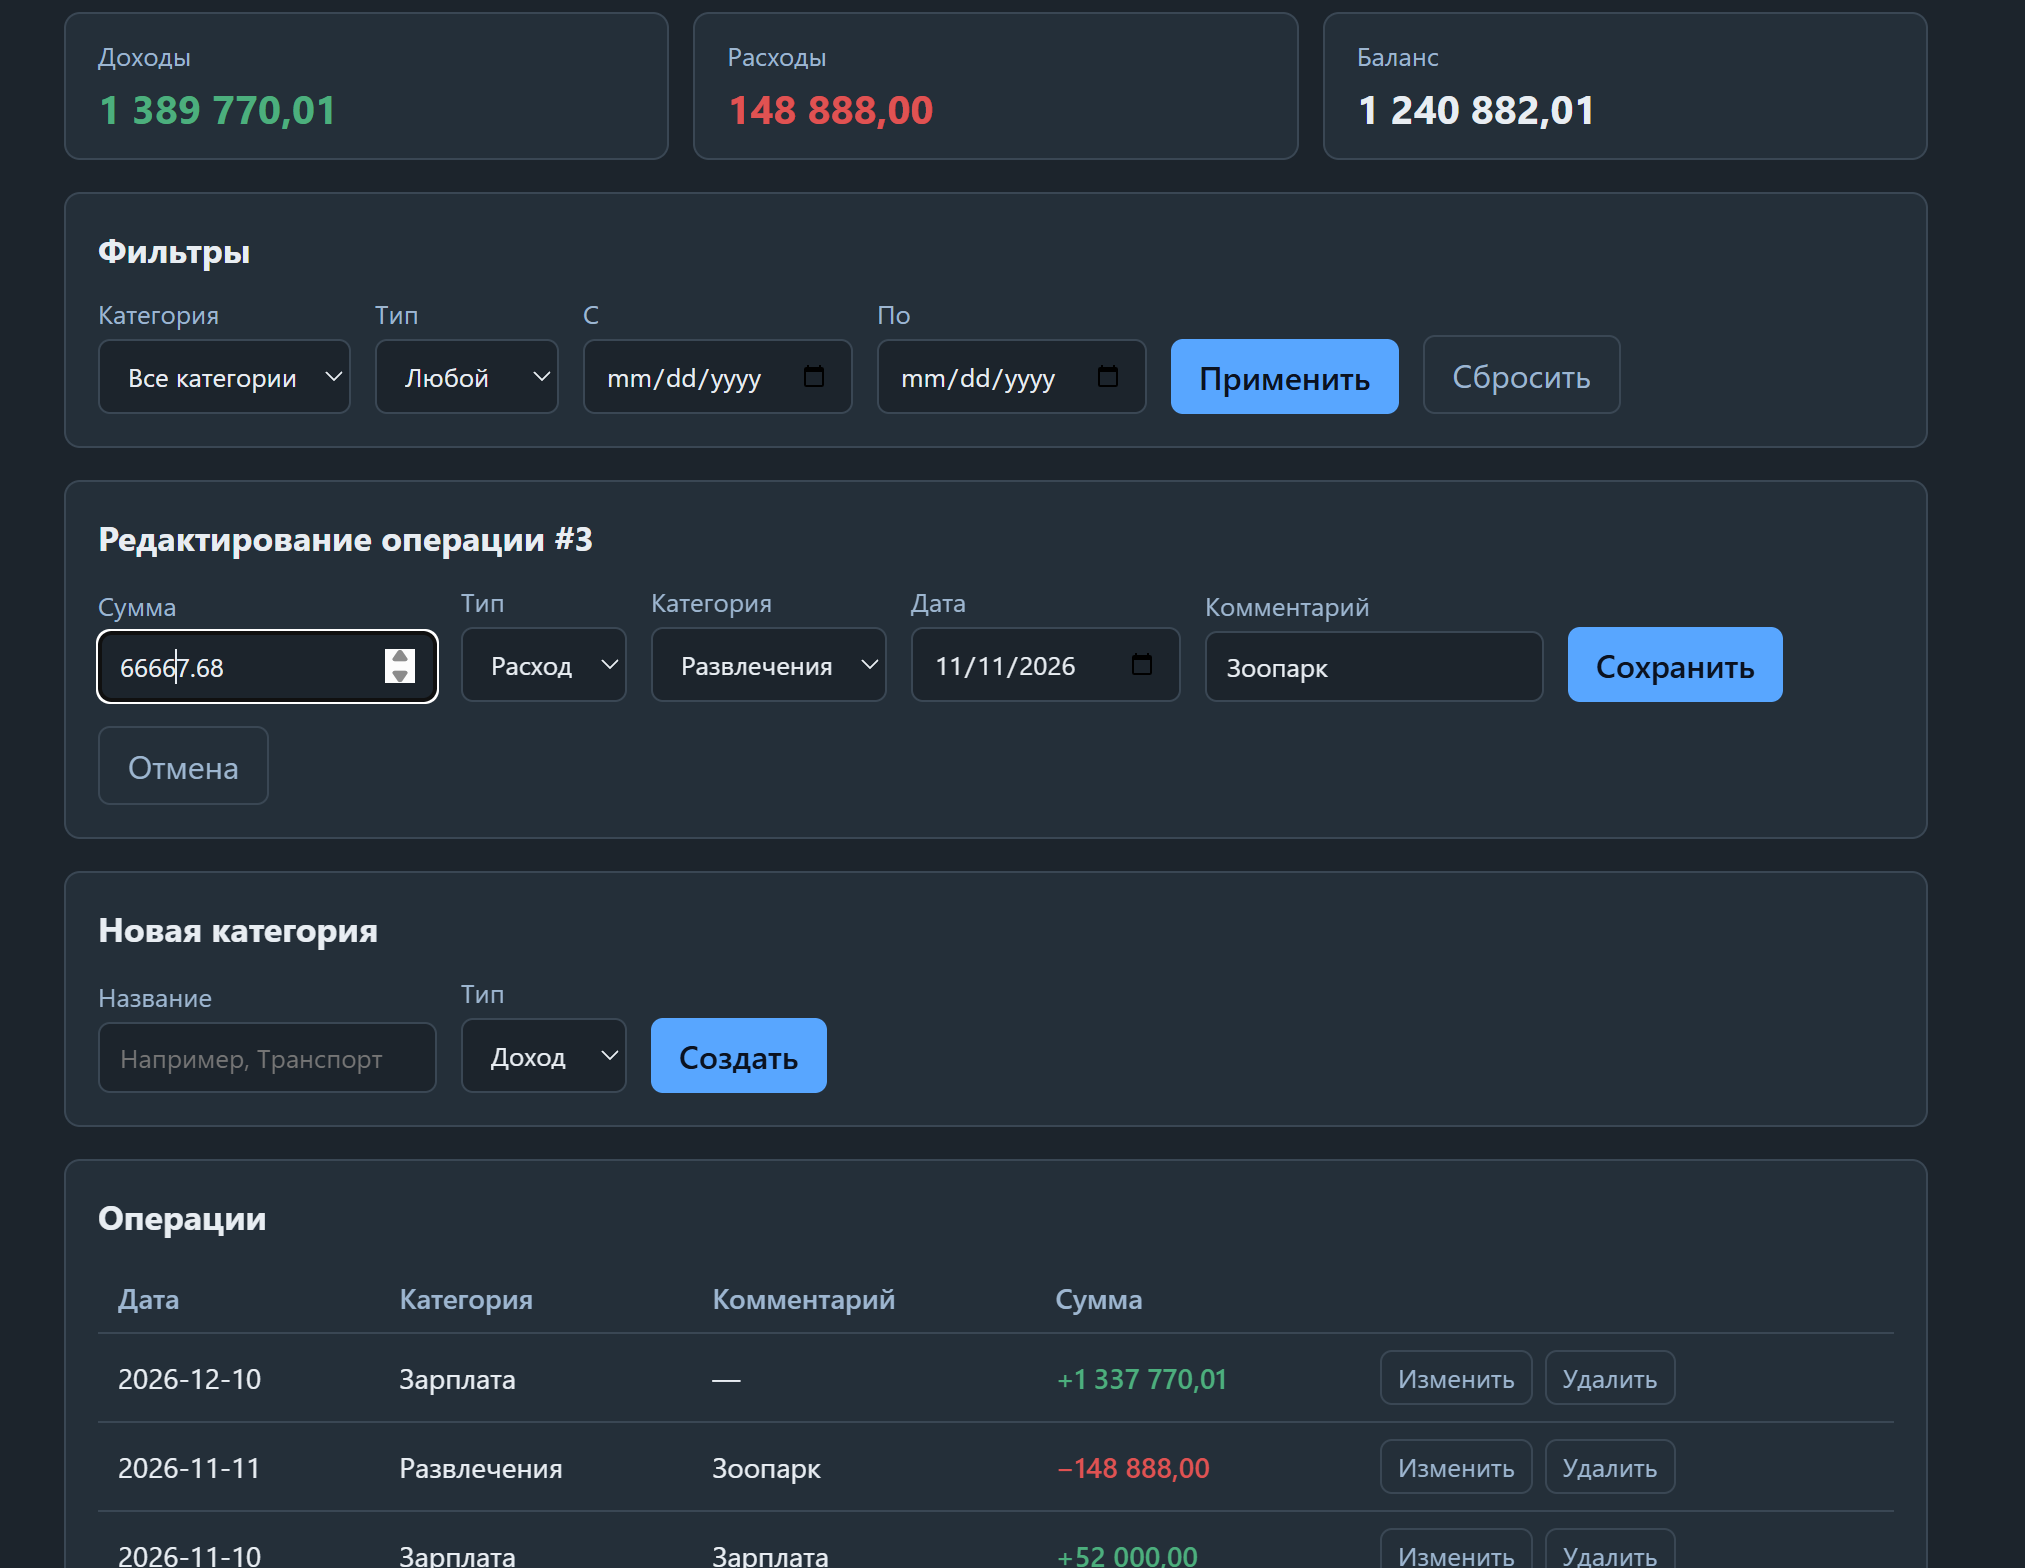 Доходы
1 389 770,01
Расходы
148 888,00
Баланс
1 240 882,01
Фильтры
Категория
Тип
С
По
Все категории
Любой
mm/dd/yyyy
mm/dd/yyyy
Применить
Сбросить
Редактирование операции #3
Сумма
Тип
Категория
Дата
Комментарий
66667.68
Расход
Развлечения
11/11/2026
Зоопарк
Сохранить
Отмена
Новая категория
Название
Тип
Например, Транспорт
Доход
Создать
Операции
Дата Категория Комментарий Сумма
2026-12-10 Зарплата — +1 337 770,01 Изменить Удалить
2026-11-11 Развлечения Зоопарк −148 888,00 Изменить Удалить
2026-11-10 Зарплата Зарплата +52 000,00 Изменить Удалить